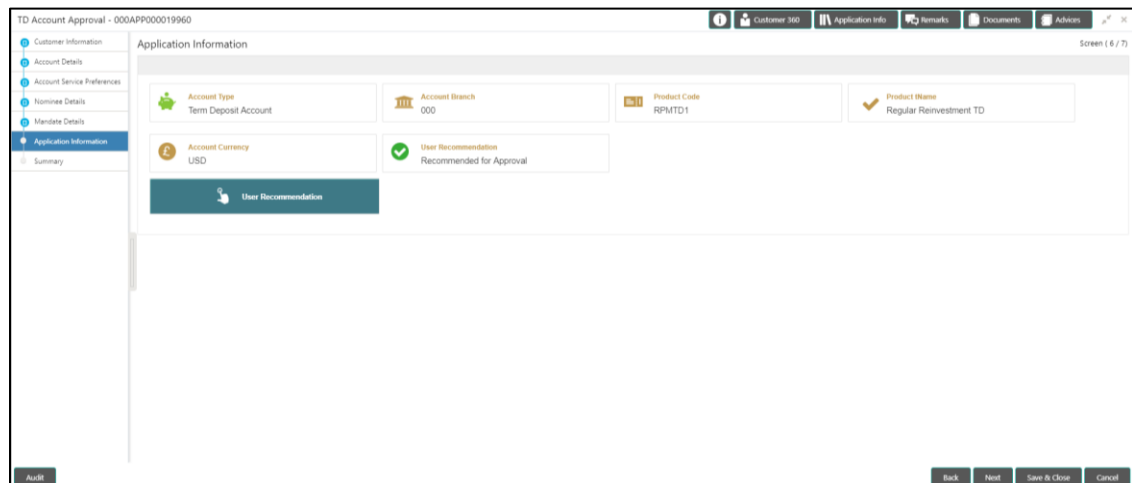 TD Account Approval - 000APP000019960
Customer 360
Application Info
Remarks
Documents
Advices
Customer Information
Account Details
Account Service Preferences
Nominee Details
Mandate Details
Application Information
Summary
Application Information
Screen ( 6 / 7)
Account Type
Term Deposit Account
Account Branch
000
Product Code
RPMTD1
Product tName
Regular Reinvestment TD
Account Currency
USD
User Recommendation
Recommended for Approval
User Recommendation
Audit
Back
Next
Save & Close
Cancel